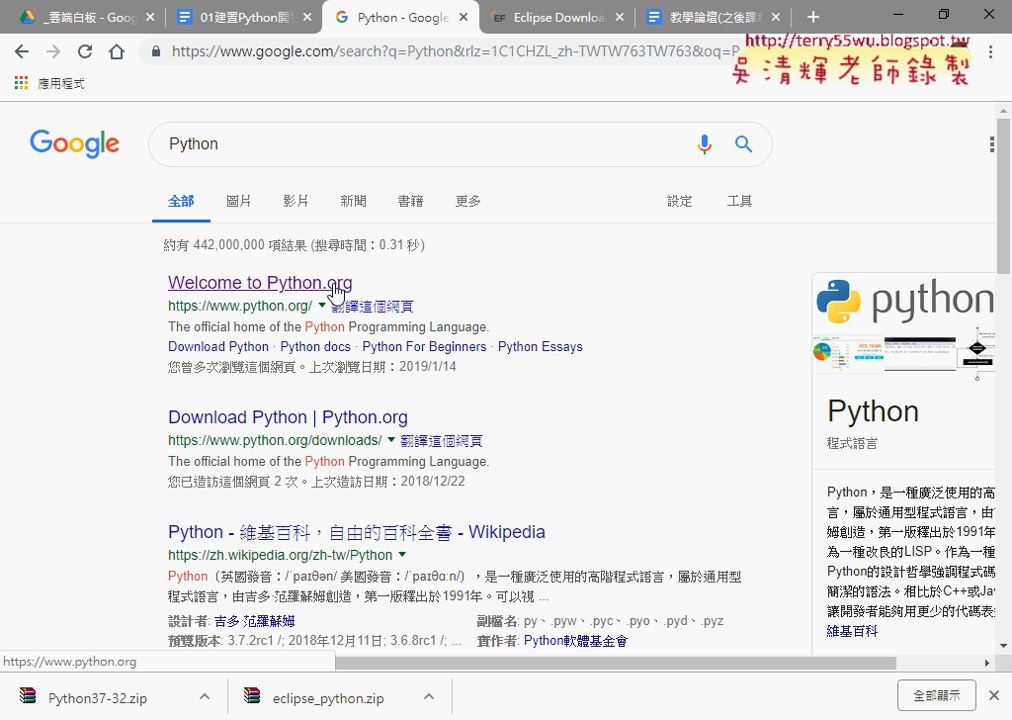 _雲端白板 - Goog
01建置Python開
Python - Google
EF Eclipse Downloa
教學論壇(之後課
https://www.google.com/search?q=Python&rlz=1C1CHZL_zh-TWTW763TW763&oq=P
http://terry55wu.blogspot.tw
吳清輝老師錄製
應用程式
Google
Python
全部 圖片 影片 新聞 書籍 更多 設定 工具
約有 442,000,000 項結果 (搜尋時間：0.31 秒)
Welcome to Python.org
https://www.python.org/ 翻譯這個網頁
The official home of the Python Programming Language.
Download Python · Python docs · Python For Beginners · Python Essays
您曾多次瀏覽這個網頁。上次瀏覽日期：2019/1/14
Download Python | Python.org
https://www.python.org/downloads/ 翻譯這個網頁
The official home of the Python Programming Language.
您已造訪這個網頁 2 次。上次造訪日期：2018/12/22
Python - 維基百科，自由的百科全書 - Wikipedia
https://zh.wikipedia.org/zh-tw/Python
Python（英國發音：/ˈpaɪθən/ 美國發音：/ˈpaɪθɑːn/），是一種廣泛使用的高階程式語言，屬於通用型
程式語言，由吉多·范羅蘇姆創造，第一版釋出於1991年。可以視 ...
設計者: 吉多·范羅蘇姆
副檔名: py、.pyw、.pyc、.pyo、.pyd、.pyz
預覽版本: 3.7.2rc1 /; 2018年12月11日; 3.6.8rc1 /; ...
實作者: Python軟體基金會
python
Python
程式語言
Python，是一種廣泛使用的高
言，屬於通用型程式語言，由
姆創造，第一版釋出於1991年
為一種改良的LISP。作為一種
Python的設計哲學強調程式碼
簡潔的語法。相比於C++或Jav
讓開發者能夠用更少的代碼表
維基百科
https://www.python.org
Python37-32.zip
eclipse_python.zip
全部顯示